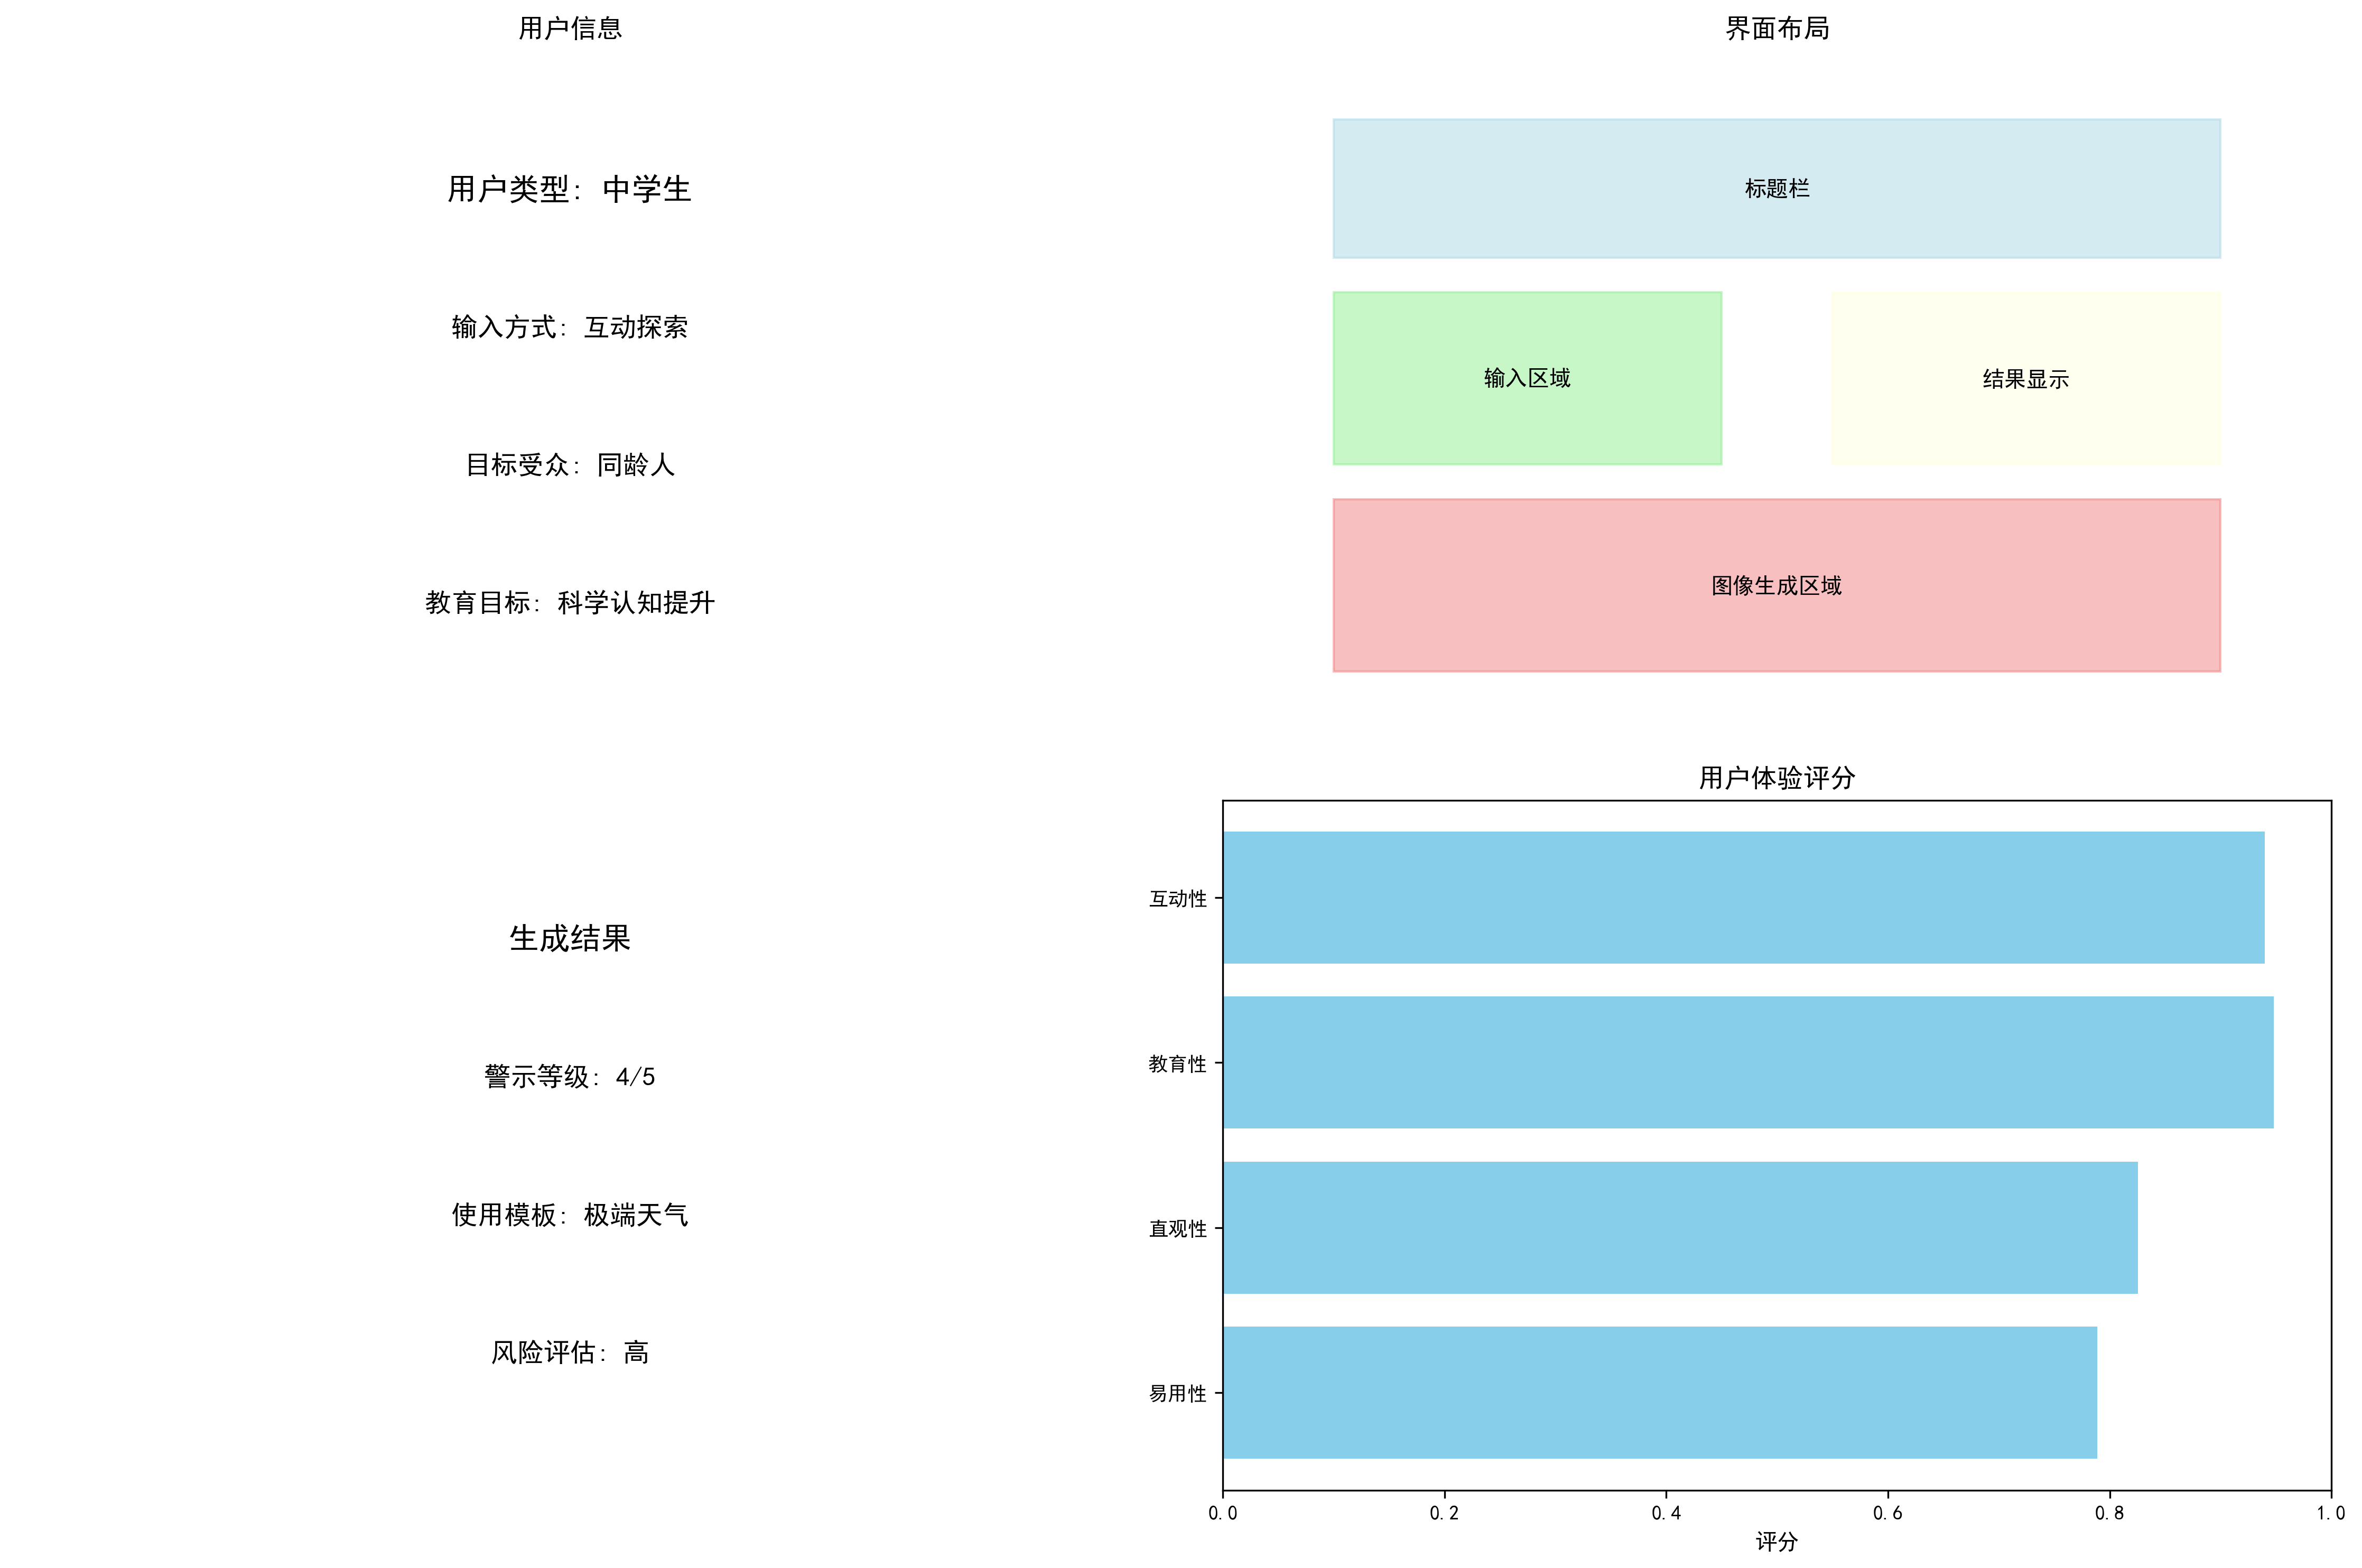 用户信息
用户类型: 中学生
输入方式: 互动探索
目标受众: 同龄人
教育目标: 科学认知提升
界面布局
标题栏
输入区域
结果显示
图像生成区域
生成结果
警示等级: 4/5
使用模板: 极端天气
风险评估: 高
用户体验评分
互动性
教育性
直观性
易用性
0.0 0.2 0.4 0.6 0.8 1.0
评分